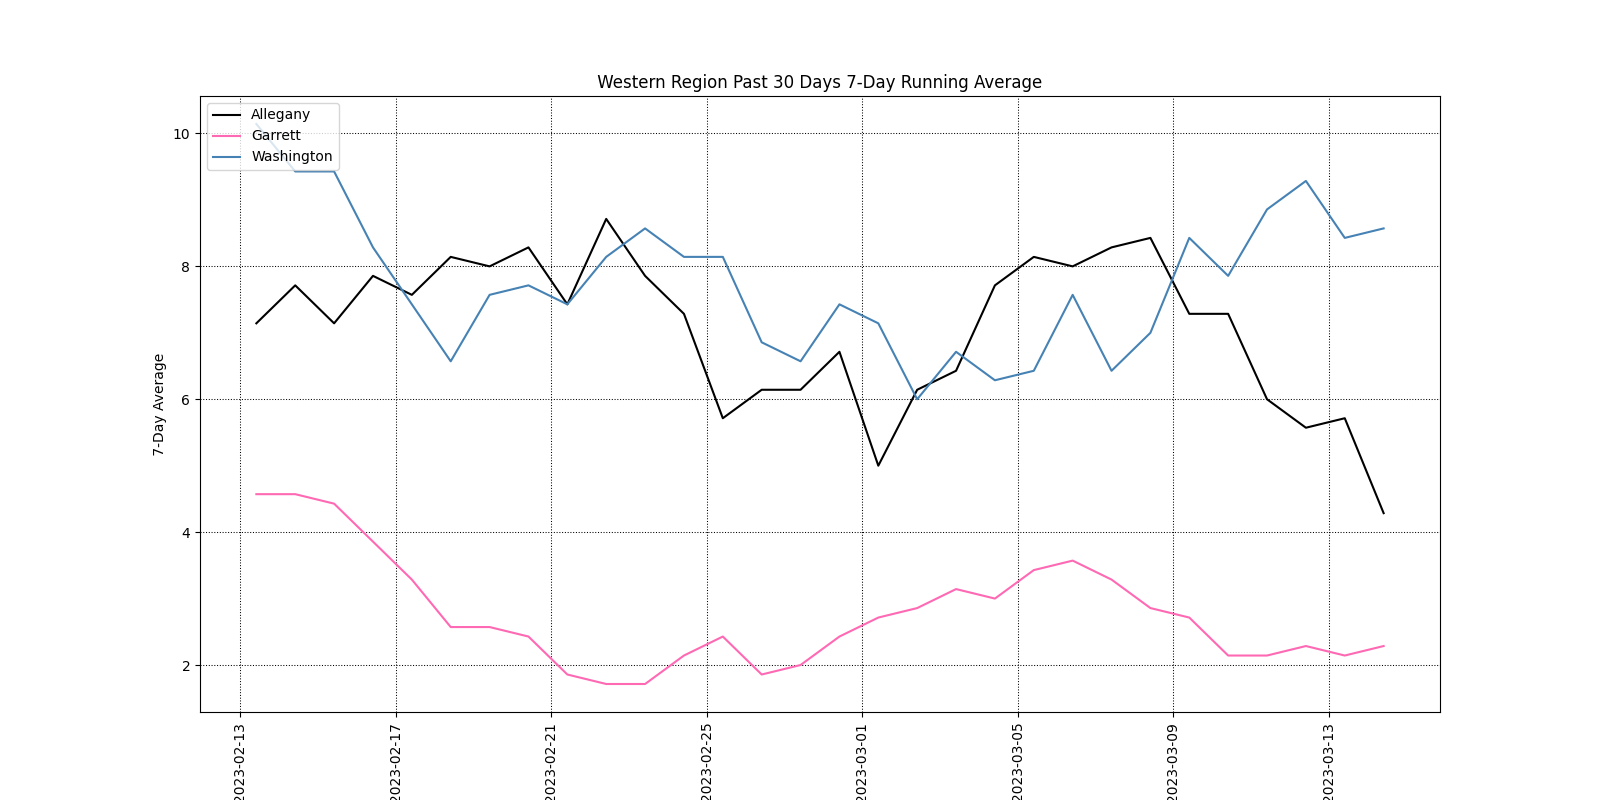 Western Region Past 30 Days 7-Day Running Average
Allegany
Garrett
Washington
10
8
6
4
2
7-Day Average
2023-02-13
2023-02-17
2023-02-21
2023-02-25
2023-03-01
2023-03-05
2023-03-09
2023-03-13